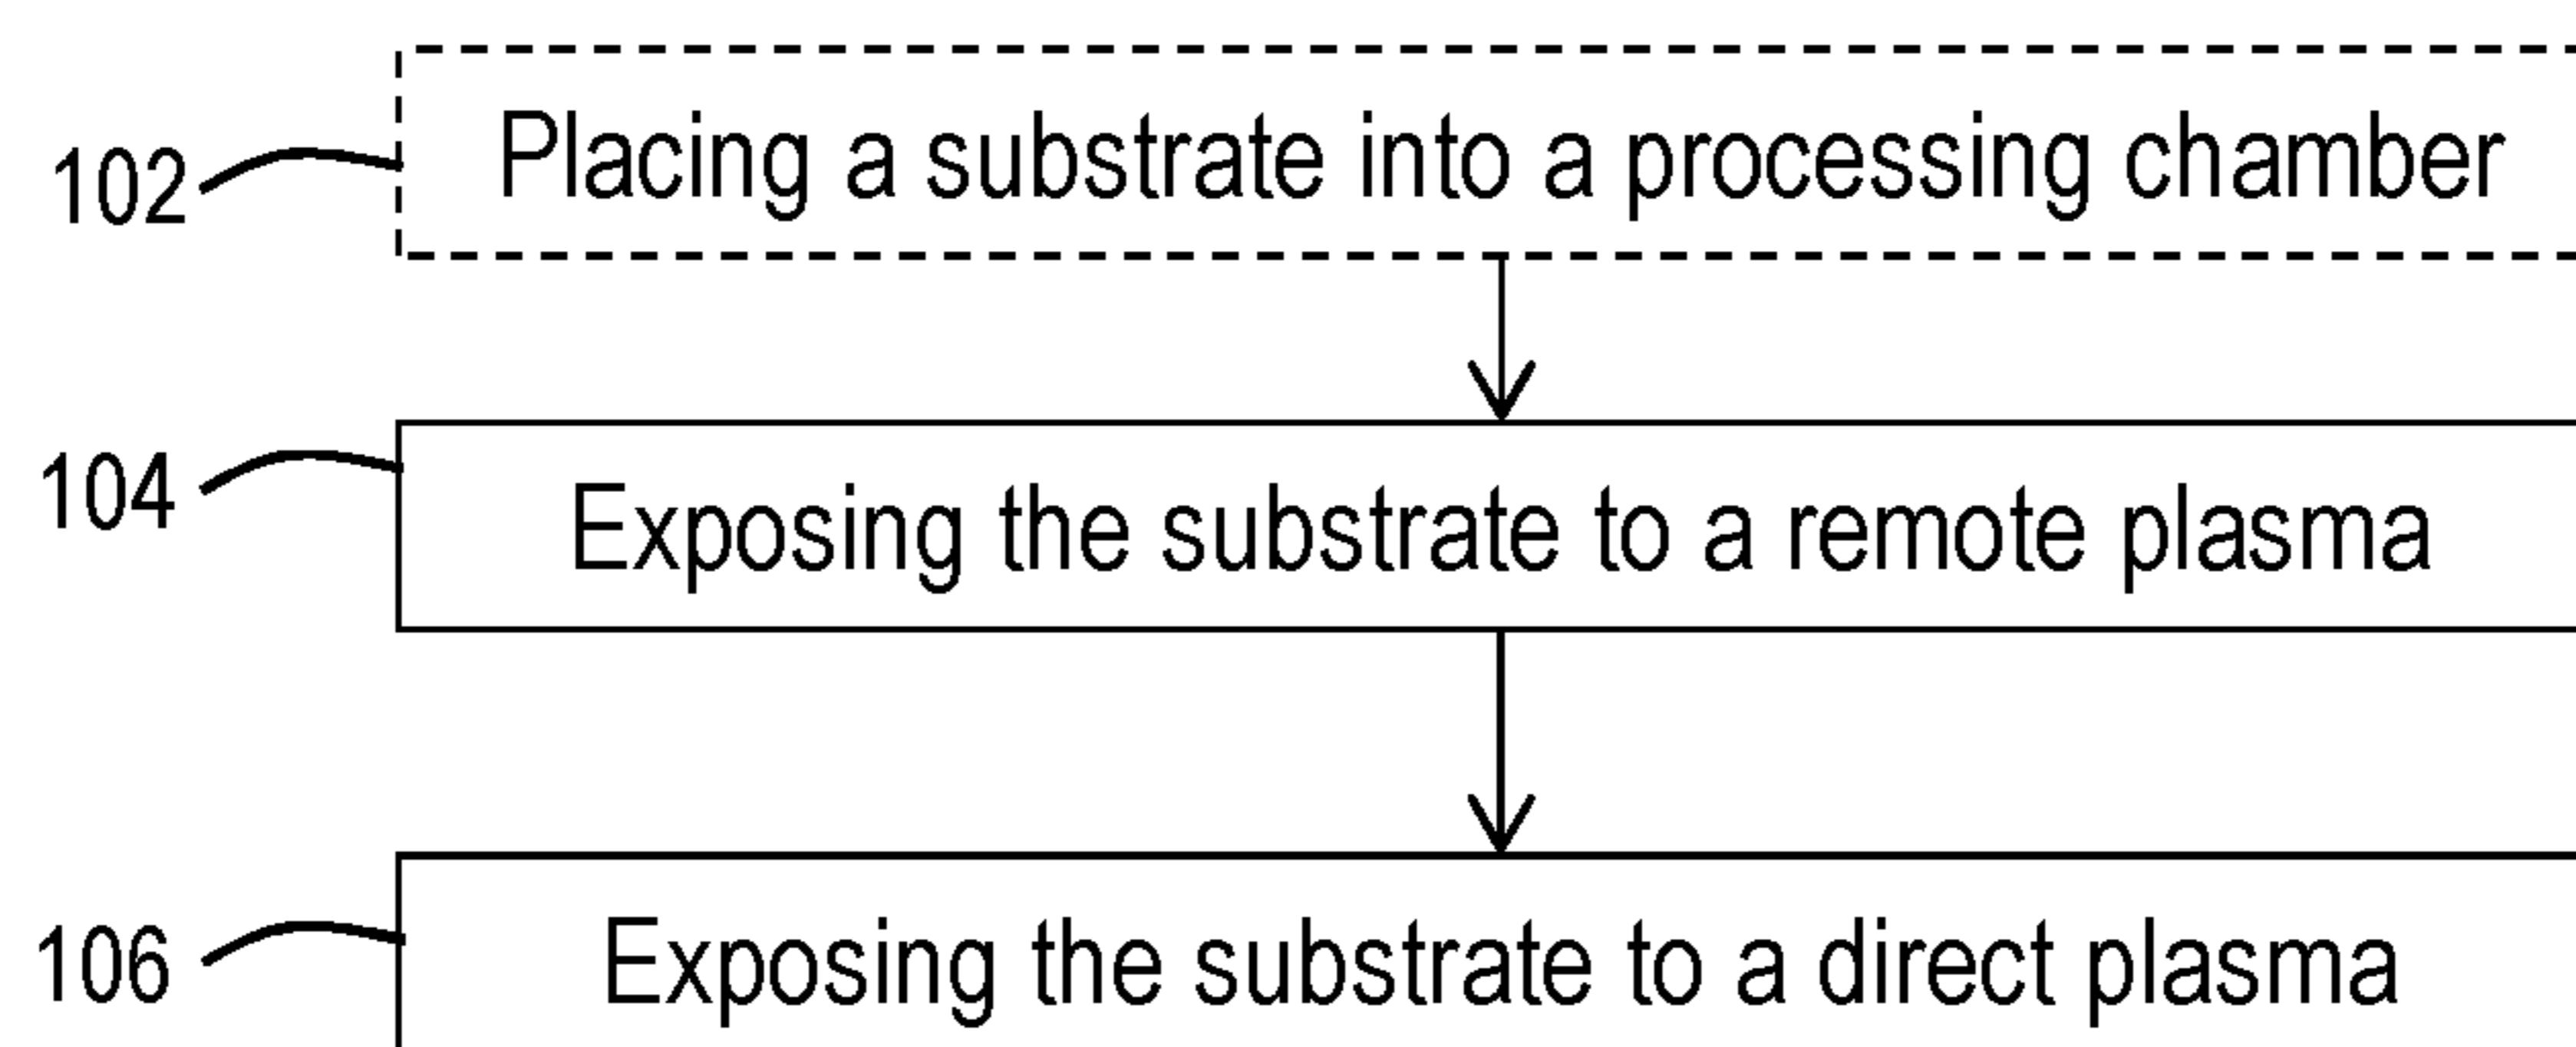 102 Placing a substrate into a processing chamber
104 Exposing the substrate to a remote plasma
106 Exposing the substrate to a direct plasma